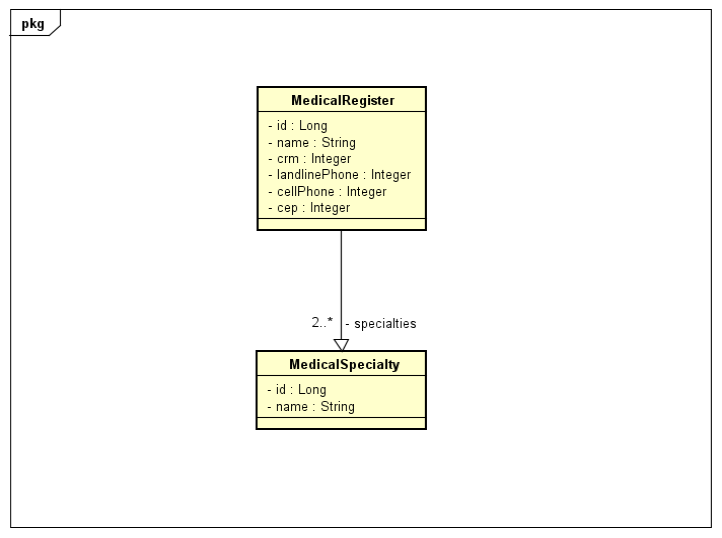 pkg
MedicalRegister
- id : Long
- name : String
- crm : Integer
- landlinePhone : Integer
- cellPhone : Integer
- cep : Integer
2..* - specialties
MedicalSpecialty
- id : Long
- name : String